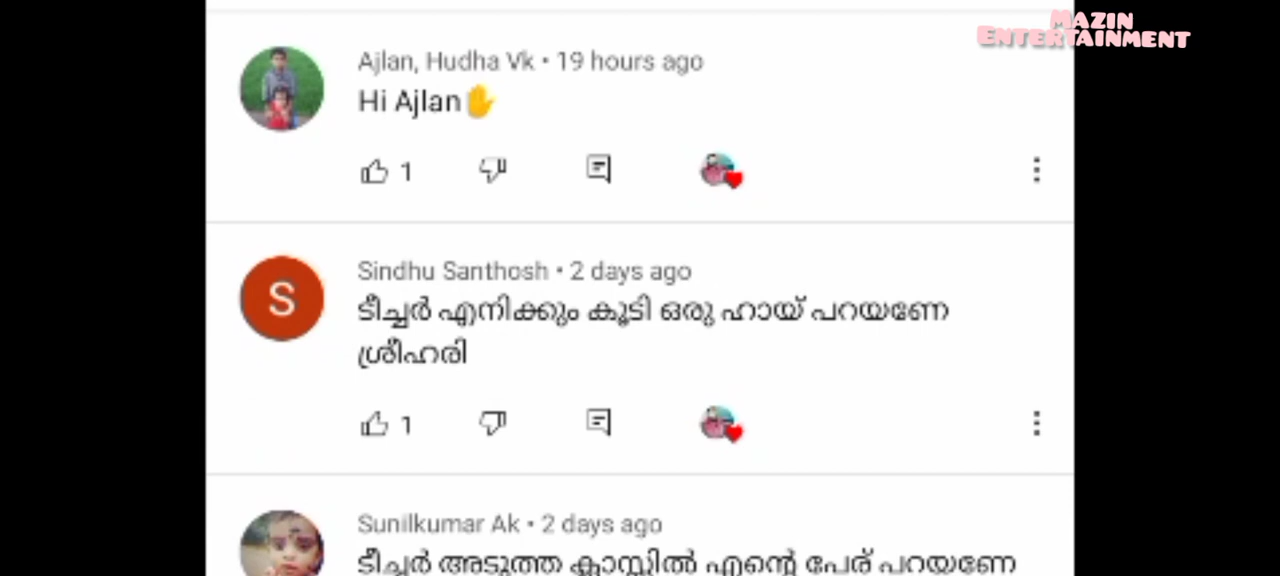 MAZIN
ENTERTAINMENT
Ajlan, Hudha Vk • 19 hours ago
Hi Ajlan✋
1
Sindhu Santhosh • 2 days ago
ടീച്ചർ എനിക്കും കൂടി ഒരു ഹായ് പറയണേ
ശ്രീഹരി
1
Sunilkumar Ak • 2 days ago
ടീച്ചർ അടുത്ത ക്ലാസ്സിൽ എന്റെ പേര് പറയണേ